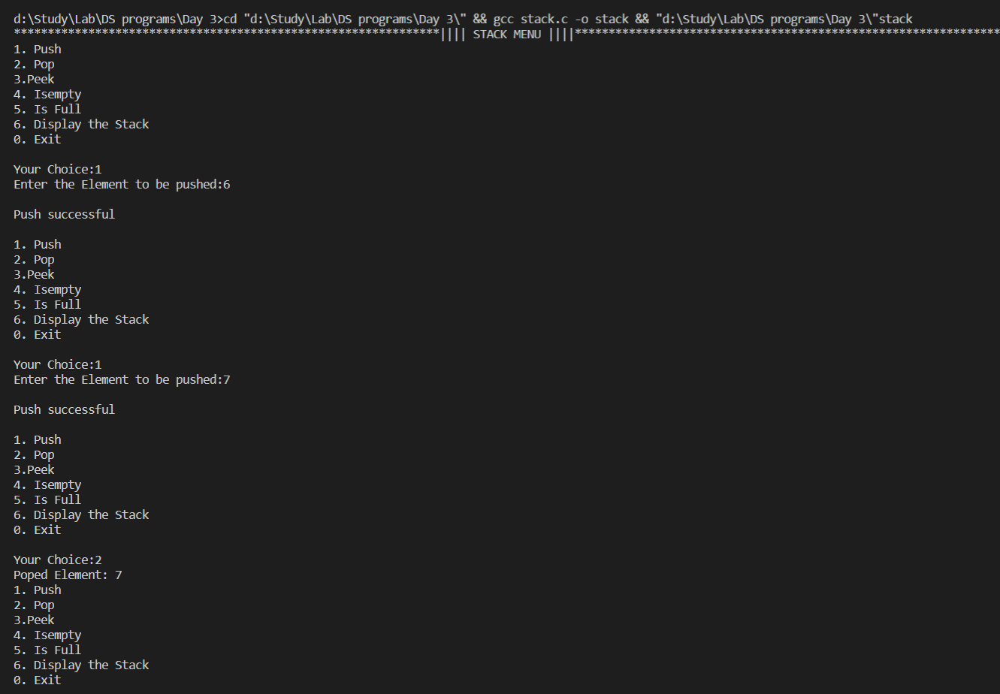 d:\Study\Lab\DS programs\Day 3>cd "d:\Study\Lab\DS programs\Day 3\" && gcc stack.c -o stack && "d:\Study\Lab\DS programs\Day 3\"stack
***************************************************************|||| STACK MENU ||||***************************************************************
1. Push
2. Pop
3.Peek
4. Isempty
5. Is Full
6. Display the Stack
0. Exit
Your Choice:1
Enter the Element to be pushed:6
Push successful
1. Push
2. Pop
3.Peek
4. Isempty
5. Is Full
6. Display the Stack
0. Exit
Your Choice:1
Enter the Element to be pushed:7
Push successful
1. Push
2. Pop
3.Peek
4. Isempty
5. Is Full
6. Display the Stack
0. Exit
Your Choice:2
Poped Element: 7
1. Push
2. Pop
3.Peek
4. Isempty
5. Is Full
6. Display the Stack
0. Exit